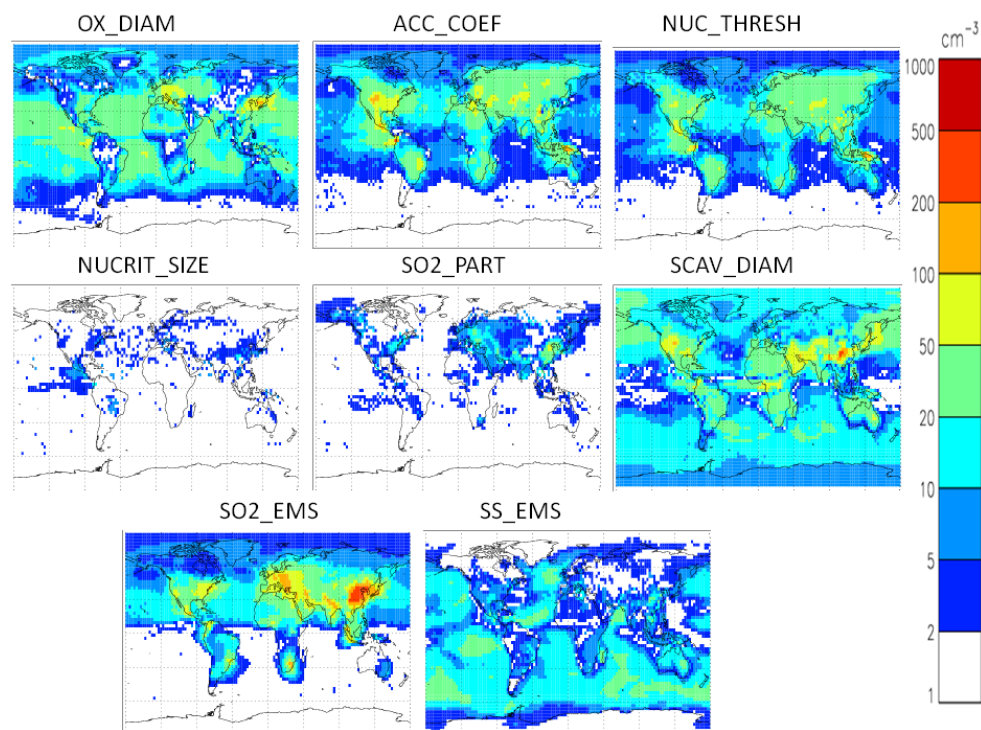 OX_DIAM
ACC_COEF
NUC_THRESH
cm-3
1000
500
200
100
50
20
10
5
2
1
NUCRIT_SIZE
SO2_PART
SCAV_DIAM
SO2_EMS
SS_EMS